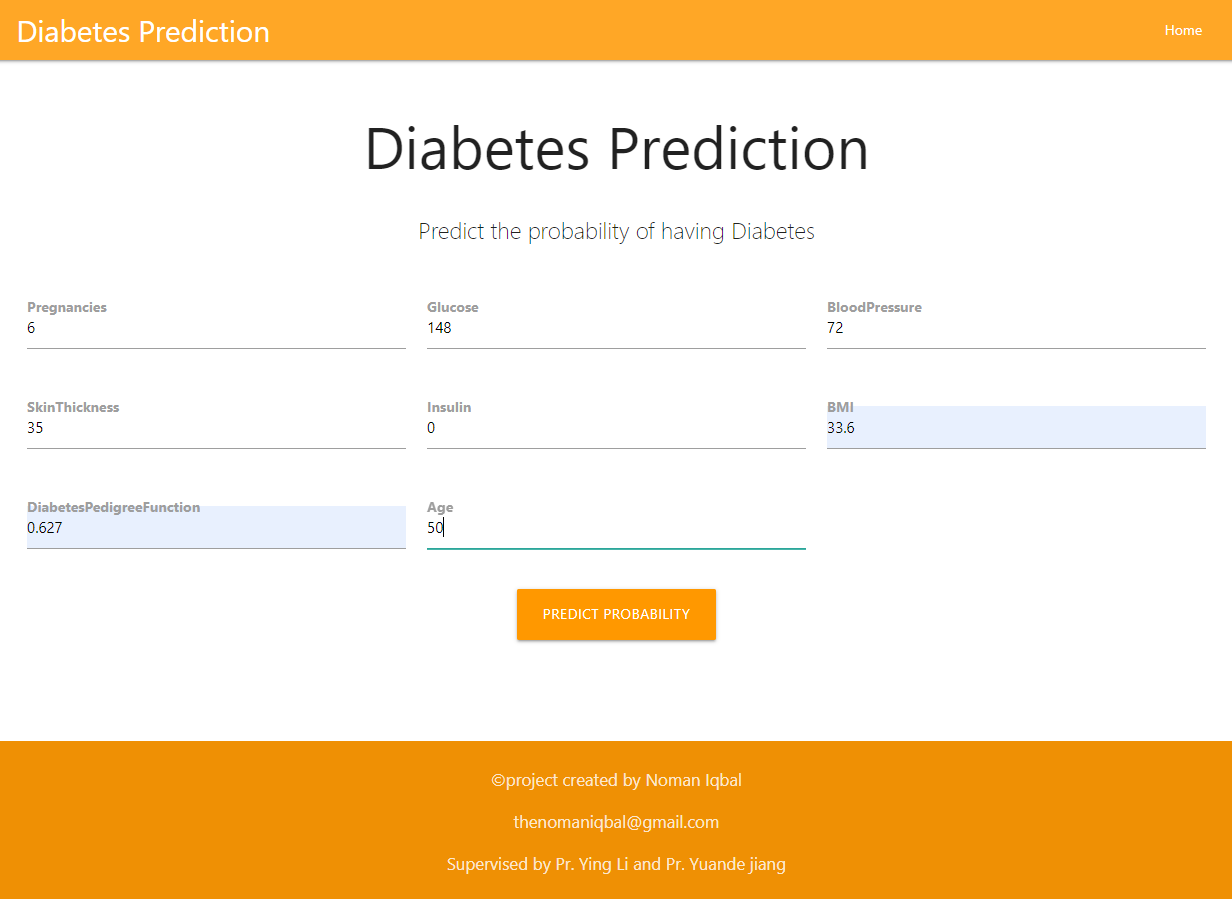 Diabetes Prediction
Home
Diabetes Prediction
Predict the probability of having Diabetes
Pregnancies
6
Glucose
148
BloodPressure
72
SkinThickness
35
Insulin
0
BMI
33.6
DiabetesPedigreeFunction
0.627
Age
50
PREDICT PROBABILITY
©project created by Noman Iqbal
thenomaniqbal@gmail.com
Supervised by Pr. Ying Li and Pr. Yuande jiang